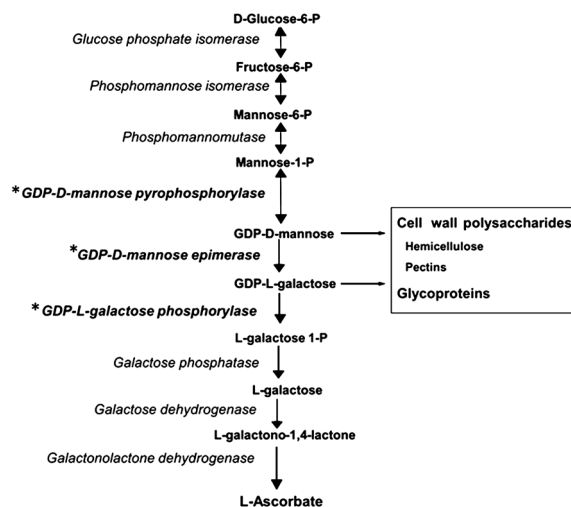 D-Glucose-6-P
Glucose phosphate isomerase
Fructose-6-P
Phosphomannose isomerase
Mannose-6-P
Phosphomannomutase
Mannose-1-P
*GDP-D-mannose pyrophosphorylase
GDP-D-mannose
Cell wall polysaccharides
Hemicellulose
Pectins
Glycoproteins
*GDP-D-mannose epimerase
GDP-L-galactose
*GDP-L-galactose phosphorylase
L-galactose 1-P
Galactose phosphatase
L-galactose
Galactose dehydrogenase
L-galactono-1,4-lactone
Galactonolactone dehydrogenase
L-Ascorbate